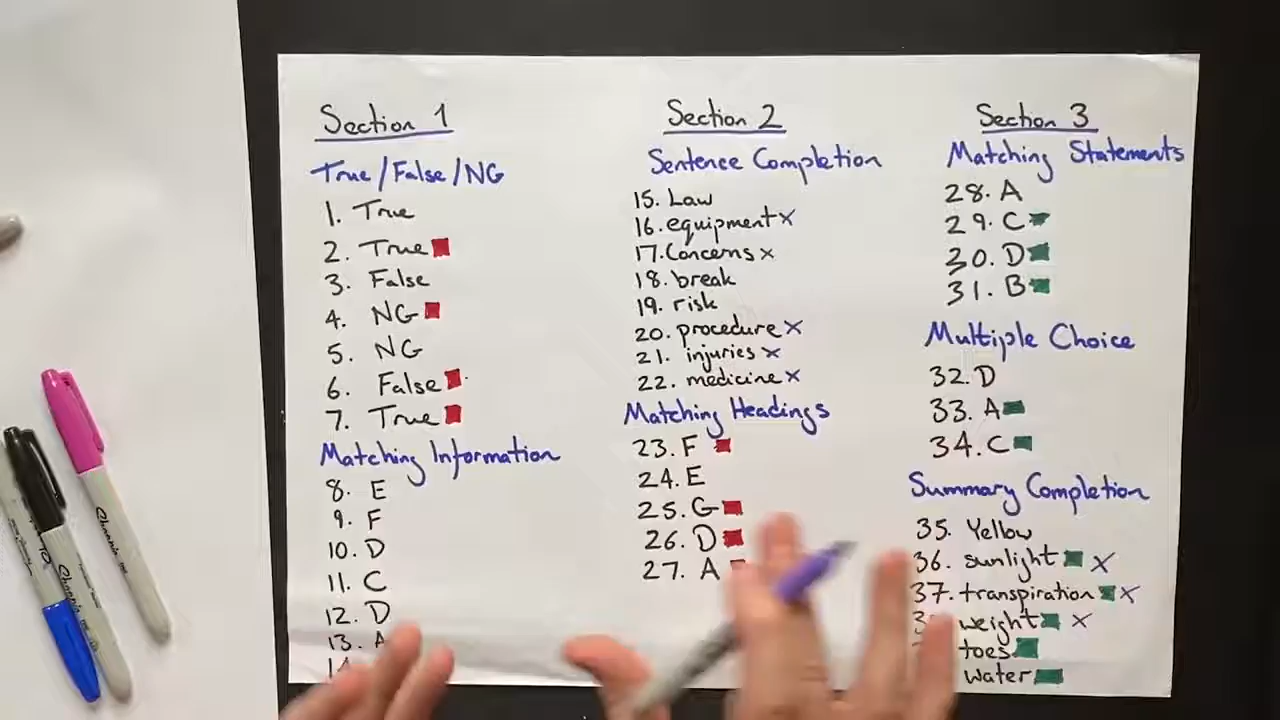 Section 1
True/False/NG
1. True
2. True
3. False
4. NG
5. NG
6. False
7. True
Matching Information
8. E
9. F
10. D
11. C
12. D
13. A
14
Section 2
Sentence Completion
15. Law
16. equipment x
17. Concerns x
18. break
19. risk
20. procedure x
21. injuries x
22. medicine x
Matching Headings
23. F
24. E
25. G
26. D
27. A
Section 3
Matching Statements
28. A
29. C
30. D
31. B
Multiple Choice
32. D
33. A
34. C
Summary Completion
35. Yellow
36. sunlight x
37. transpiration x
weight x
toes
water
Sharpie
Sharpie